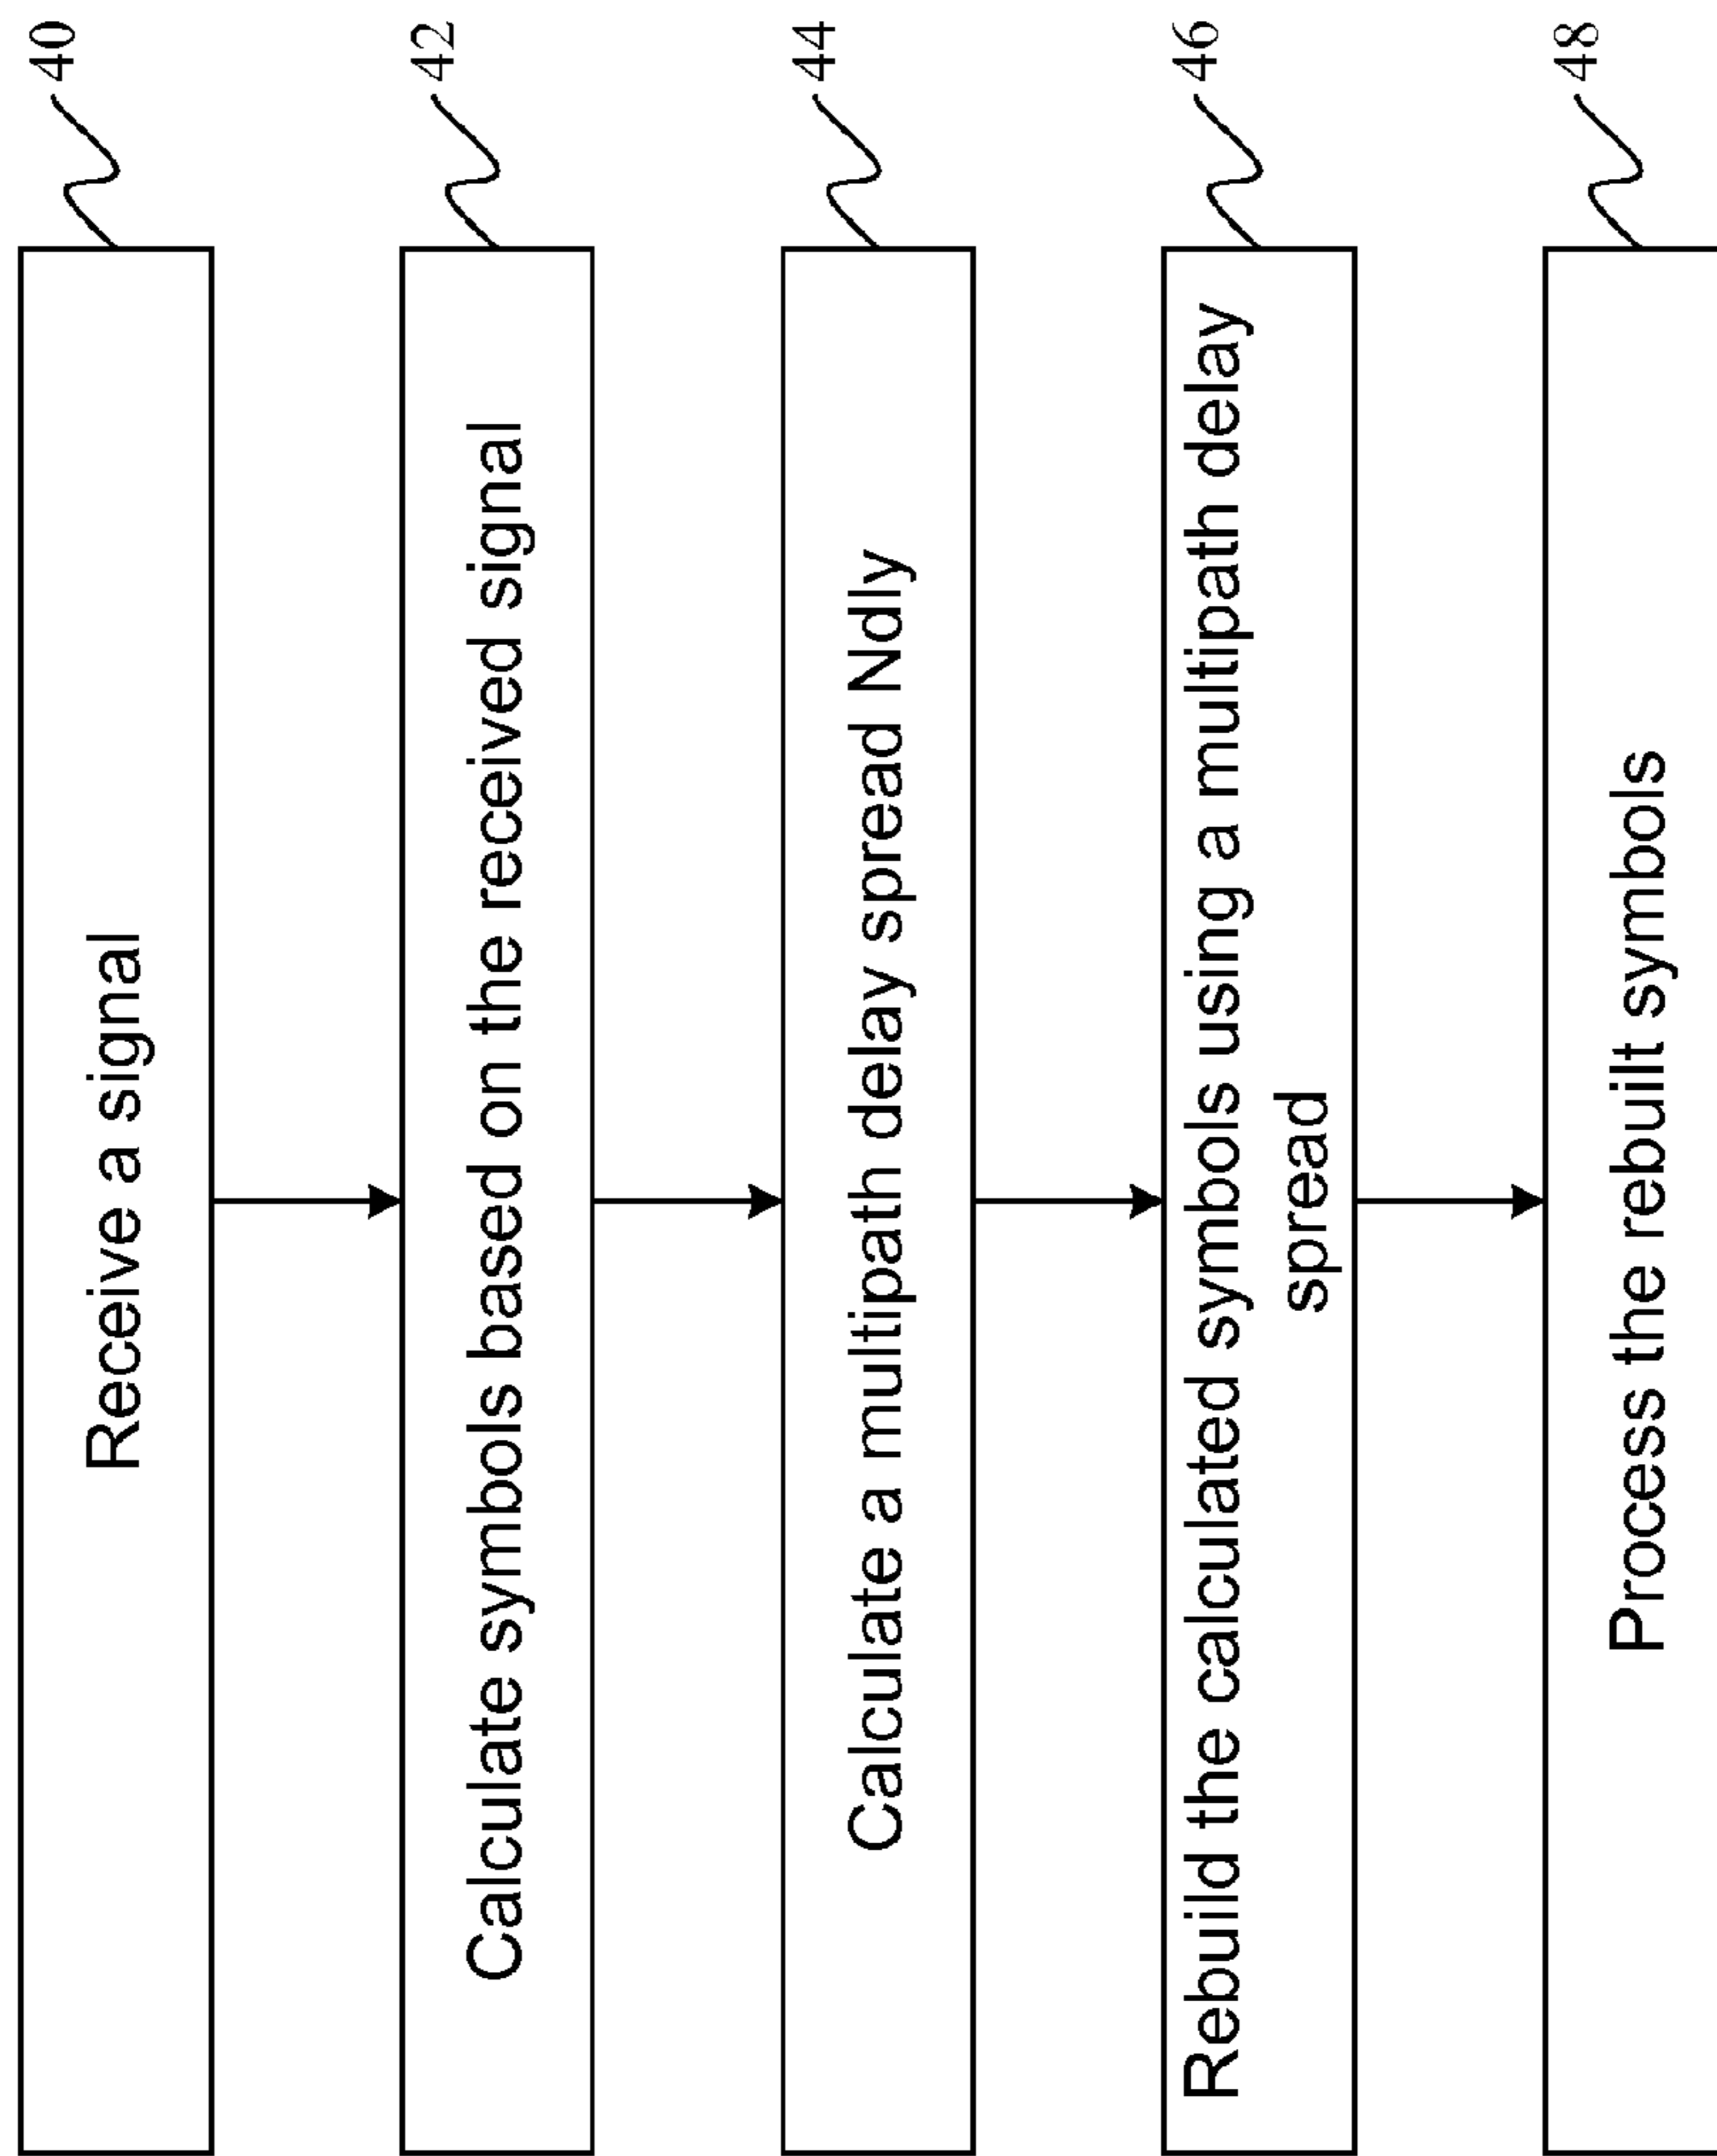 Receive a signal
40
Calculate symbols based on the received signal
42
Calculate a multipath delay spread Ndly
44
Rebuild the calculated symbols using a multipath delay
spread
46
Process the rebuilt symbols
48